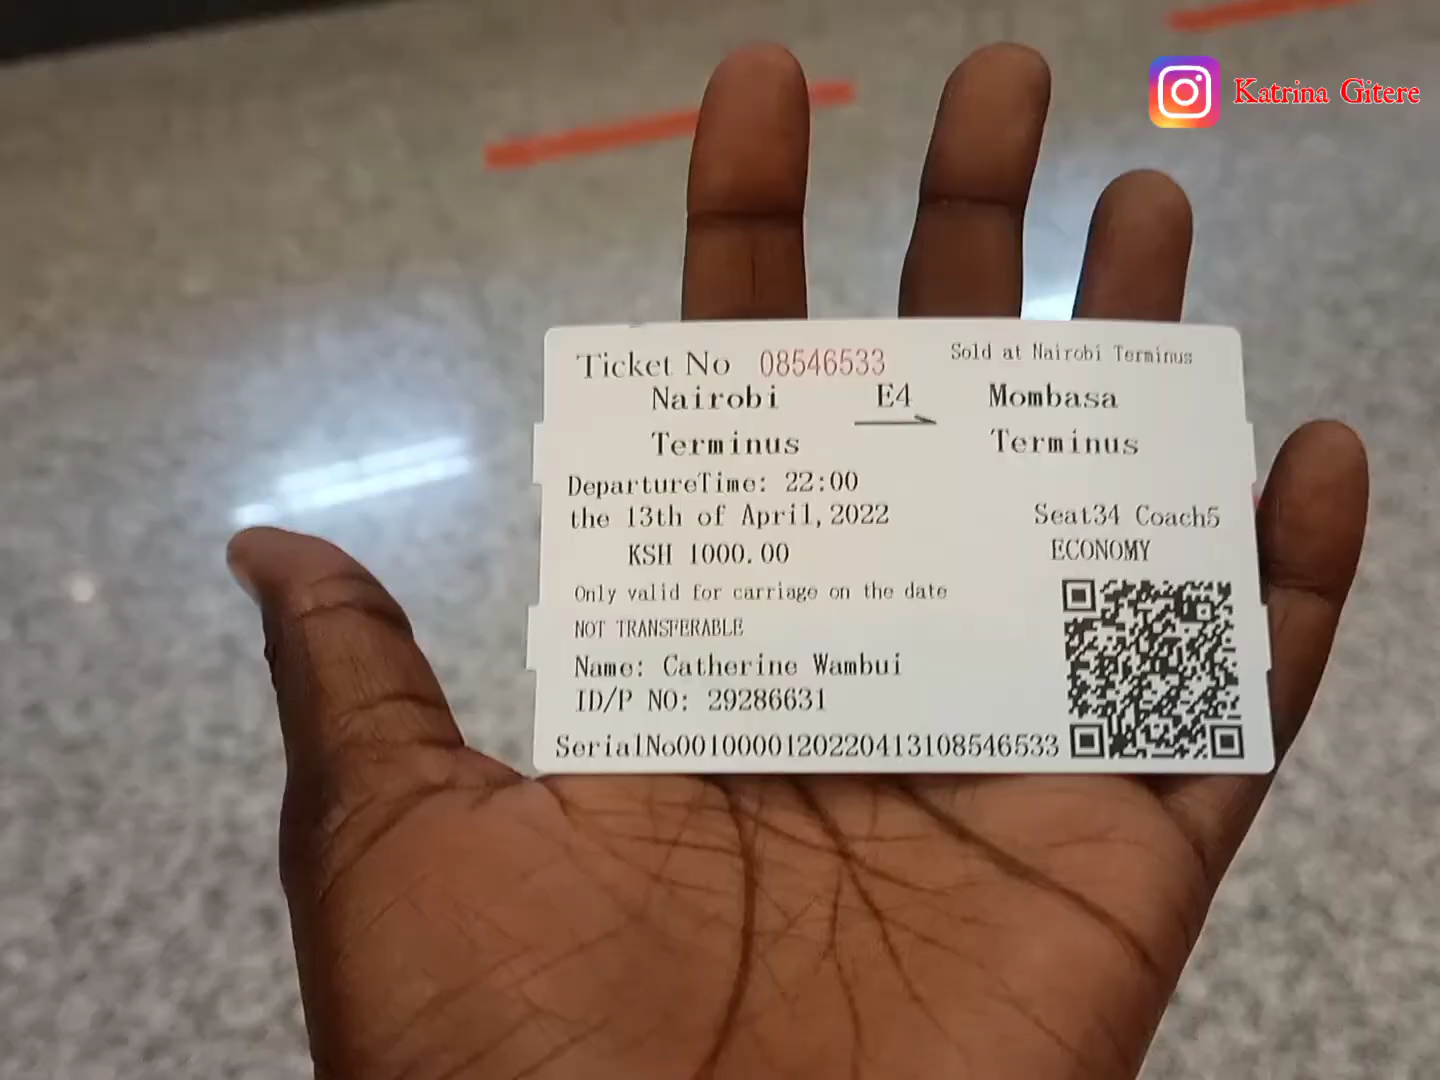 Katrina Gitere
Ticket No 08546533 Sold at Nairobi Terminus
Nairobi E4 Mombasa
Terminus Terminus
DepartureTime: 22:00
the 13th of April,2022 Seat34 Coach5
KSH 1000.00 ECONOMY
Only valid for carriage on the date
NOT TRANSFERABLE
Name: Catherine Wambui
ID/P NO: 29286631
SerialNo001000012022041310854​6533